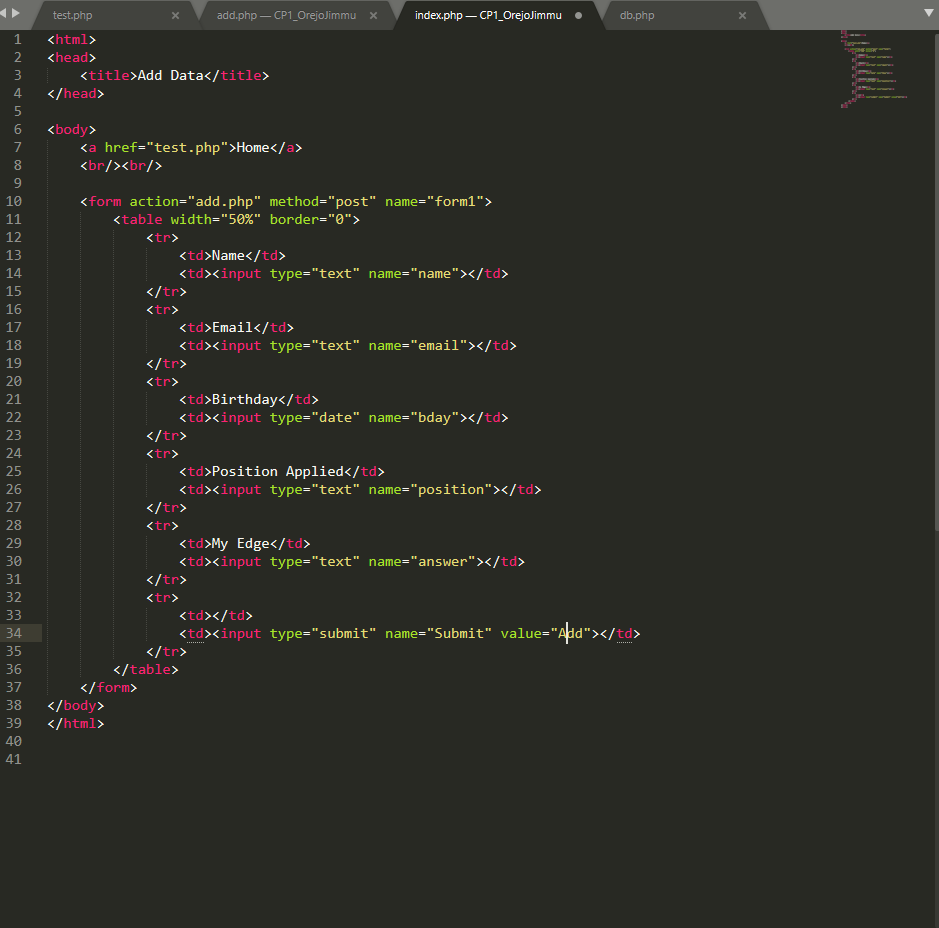 test.php × add.php — CP1_OrejoJimmu × index.php — CP1_OrejoJimmu ● db.php ×
1 <html>
2 <head>
3     <title>Add Data</title>
4 </head>
5
6 <body>
7     <a href="test.php">Home</a>
8     <br/><br/>
9
10     <form action="add.php" method="post" name="form1">
11         <table width="50%" border="0">
12             <tr>
13                 <td>Name</td>
14                 <td><input type="text" name="name"></td>
15             </tr>
16             <tr>
17                 <td>Email</td>
18                 <td><input type="text" name="email"></td>
19             </tr>
20             <tr>
21                 <td>Birthday</td>
22                 <td><input type="date" name="bday"></td>
23             </tr>
24             <tr>
25                 <td>Position Applied</td>
26                 <td><input type="text" name="position"></td>
27             </tr>
28             <tr>
29                 <td>My Edge</td>
30                 <td><input type="text" name="answer"></td>
31             </tr>
32             <tr>
33                 <td></td>
34                 <td><input type="submit" name="Submit" value="Add"></td>
35             </tr>
36         </table>
37     </form>
38 </body>
39 </html>
40
41